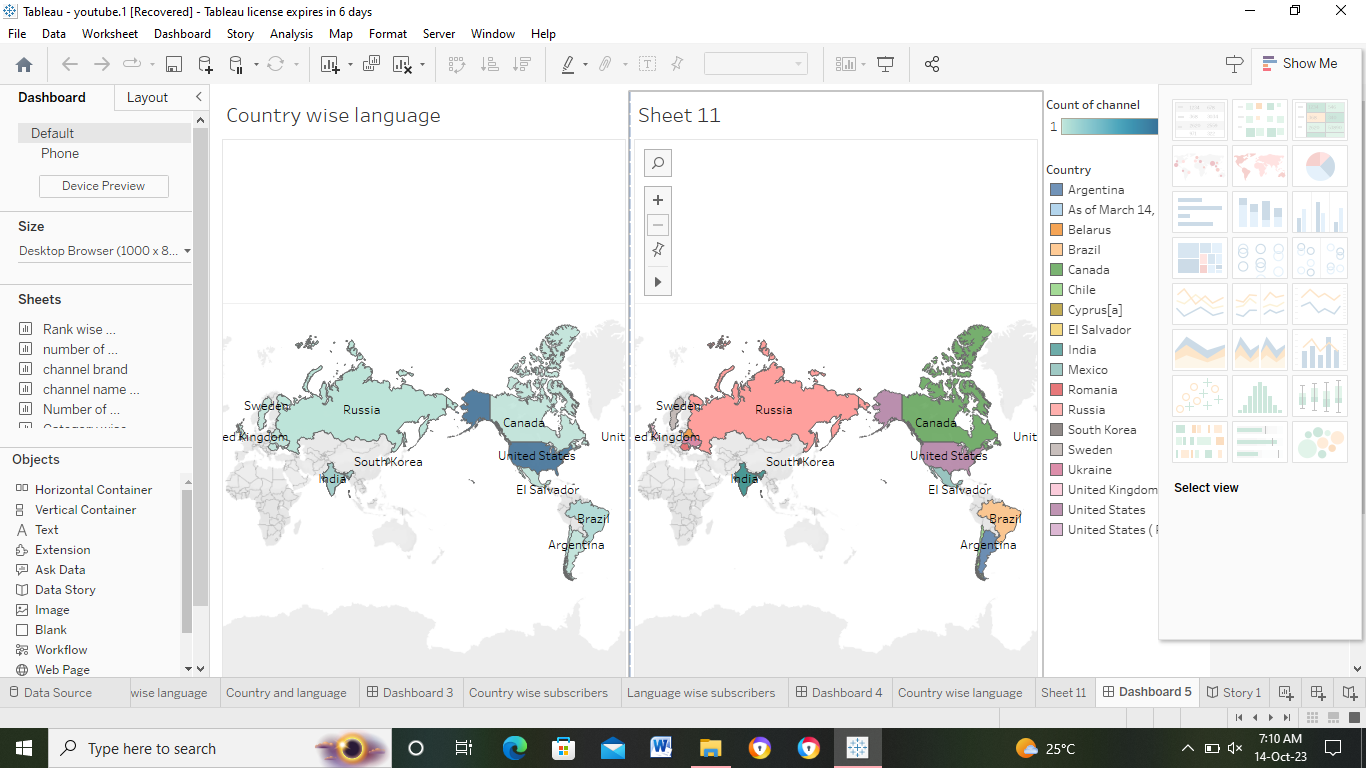 Tableau - youtube.1 [Recovered] - Tableau license expires in 6 days
File Data Worksheet Dashboard Story Analysis Map Format Server Window Help
Show Me
Dashboard Layout
Default
Phone
Device Preview
Size
Desktop Browser (1000 x 8...
Sheets
Rank wise ...
number of ...
channel brand
channel name ...
Number of ...
Objects
Horizontal Container
Vertical Container
Text
Extension
Ask Data
Data Story
Image
Blank
Workflow
Web Page
Country wise language
Sweden
Russia
Canada
ed Kingdom
Unit
United States
South Korea
India
El Salvador
Brazil
Argentina
Sheet 11
Sweden
Russia
Canada
ed Kingdom
Unit
United States
South Korea
India
El Salvador
Brazil
Argentina
Count of channel
1
Country
Argentina
As of March 14,
Belarus
Brazil
Canada
Chile
Cyprus[a]
El Salvador
India
Mexico
Romania
Russia
South Korea
Sweden
Ukraine
United Kingdom
United States
United States (
Select view
Data Source wise language Country and language Dashboard 3 Country wise subscribers Language wise subscribers Dashboard 4 Country wise language Sheet 11 Dashboard 5 Story 1
Type here to search
25°C
7:10 AM
14-Oct-23